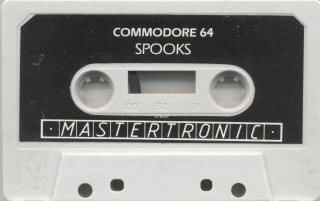 COMMODORE 64
SPOOKS
100 50 0
· MASTERTRONIC ·